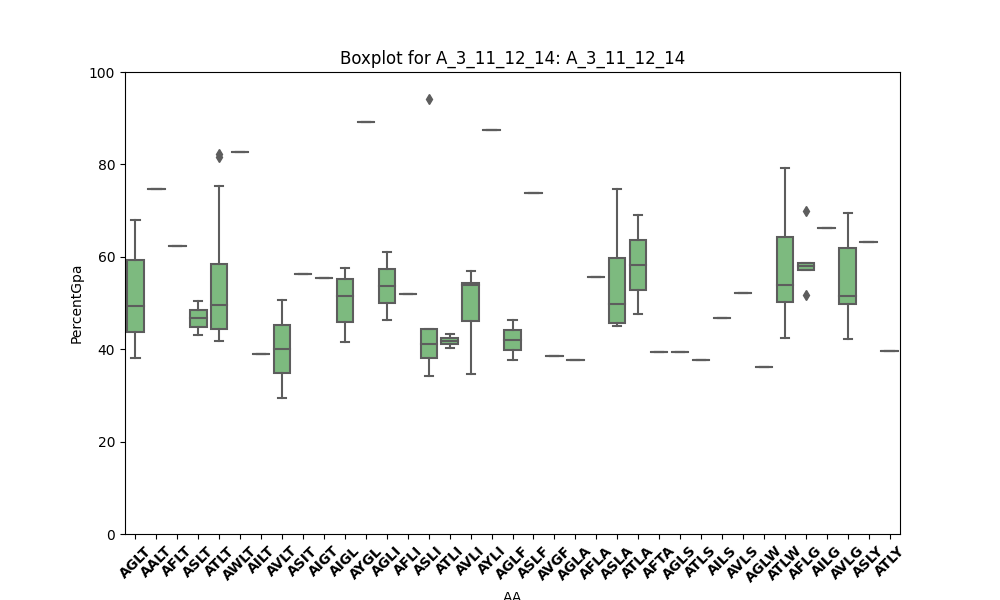 Boxplot for A_3_11_12_14: A_3_11_12_14
100
80
60
40
20
0
PercentGpa
AGLT AALT AFLT ASLT ATLT AWLT AILT AVLT ASIT AIGT AIGL AYGL AGLI AFLI ASLI ATLI AVLI AYLI AGLF ASLF AVGF AGLA AFLA ASLA ATLA AFTA AGLS ATLS AILS AVLS AGLW ATLW AFLG AILG AVLG ASLY ATLY
AA